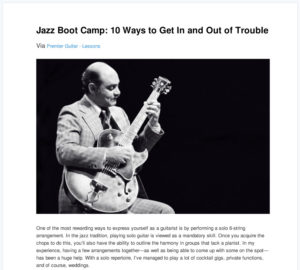 Jazz Boot Camp: 10 Ways to Get In and Out of Trouble
Via Premier Guitar - Lessons
One of the most rewarding ways to express yourself as a guitarist is by performing a solo 6-string
arrangement. In the jazz tradition, playing solo guitar is viewed as a mandatory skill. Once you acquire the
chops to do this, you'll also have the ability to outline the harmony in groups that lack a pianist. In my
experience, having a few arrangements together—as well as being able to come up with some on the spot—
has been a huge help. With a solo repertoire, I've managed to play a lot of cocktail gigs, private functions,
and of course, weddings.